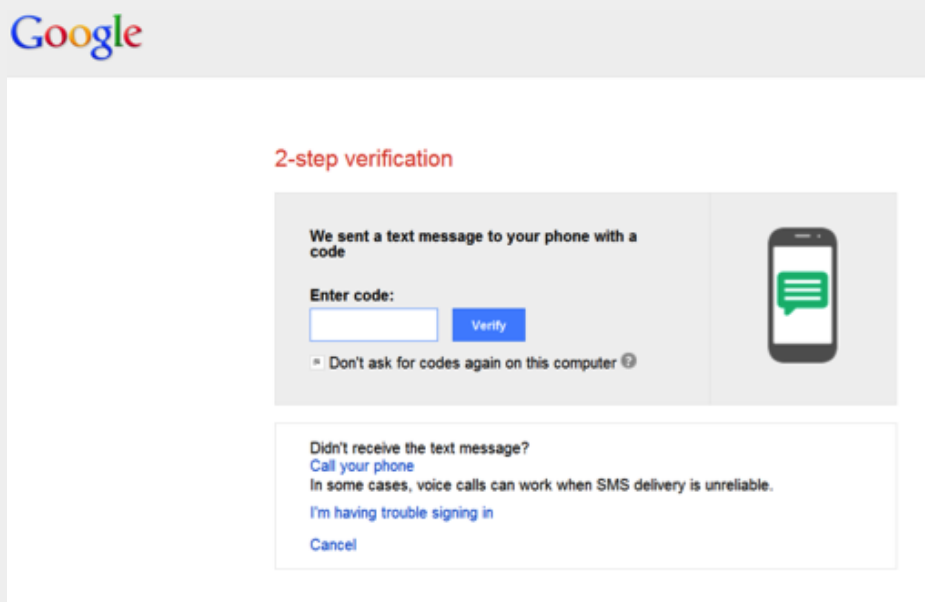 Google
2-step verification
We sent a text message to your phone with a
code
Enter code:
Verify
Don't ask for codes again on this computer ?
Didn't receive the text message?
Call your phone
In some cases, voice calls can work when SMS delivery is unreliable.
I'm having trouble signing in
Cancel